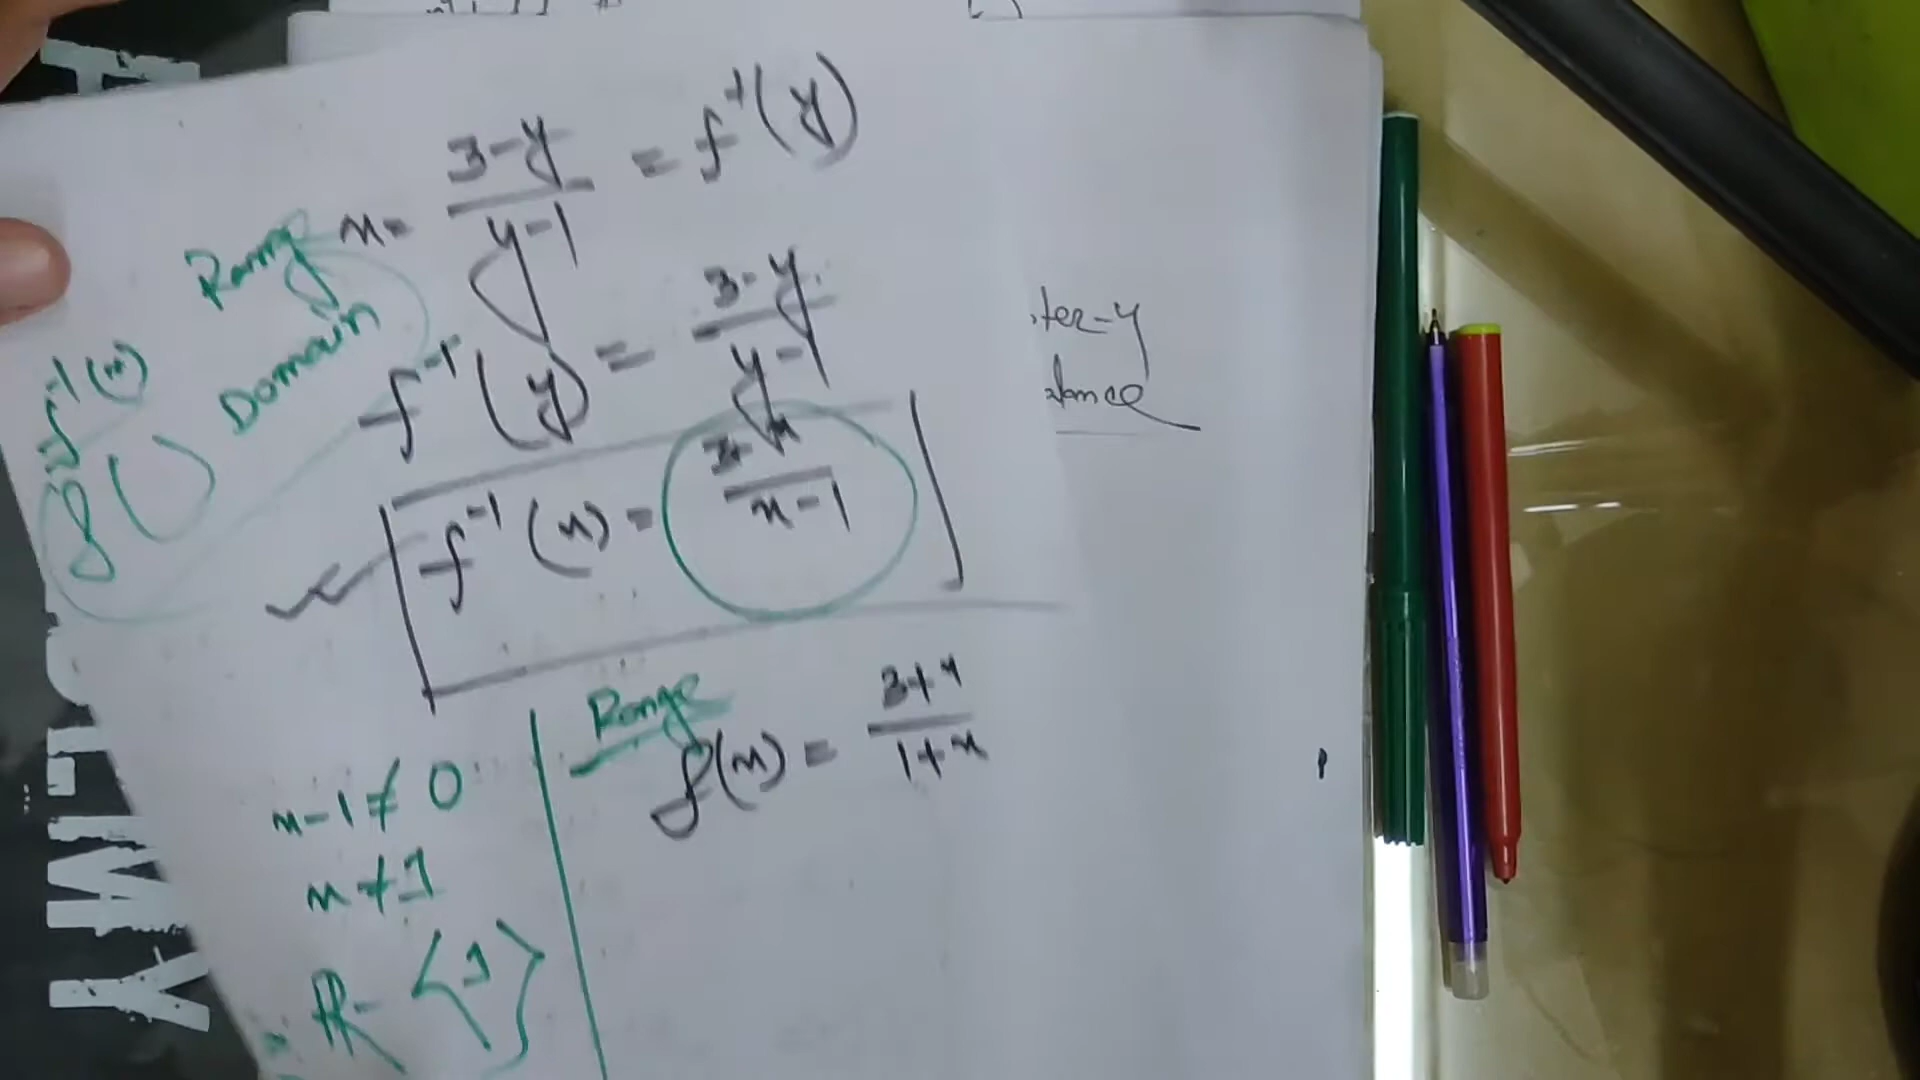 x = 3-y / y-1 = f⁻¹(y)
Range
Domain
f⁻¹(y) = 3-y / y-1
f⁻¹(x)
g( )
f⁻¹(x) = 3-x / x-1
Range
f(x) = 3+x / 1+x
x-1 ≠ 0
x ≠ 1
= R - {1}